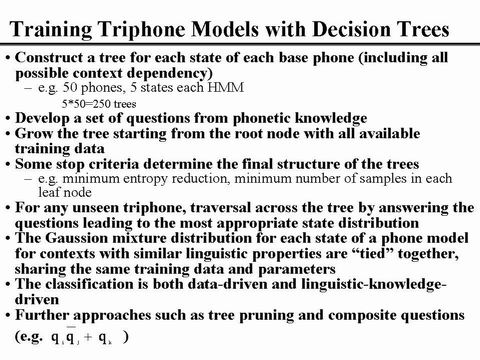 Training Triphone Models with Decision Trees
• Construct a tree for each state of each base phone (including all
possible context dependency)
– e.g. 50 phones, 5 states each HMM
5*50=250 trees
• Develop a set of questions from phonetic knowledge
• Grow the tree starting from the root node with all available
training data
• Some stop criteria determine the final structure of the trees
– e.g. minimum entropy reduction, minimum number of samples in each
leaf node
• For any unseen triphone, traversal across the tree by answering the
questions leading to the most appropriate state distribution
• The Gaussion mixture distribution for each state of a phone model
for contexts with similar linguistic properties are “tied” together,
sharing the same training data and parameters
• The classification is both data-driven and linguistic-knowledge-
driven
• Further approaches such as tree pruning and composite questions
(e.g. q q̅ + q )